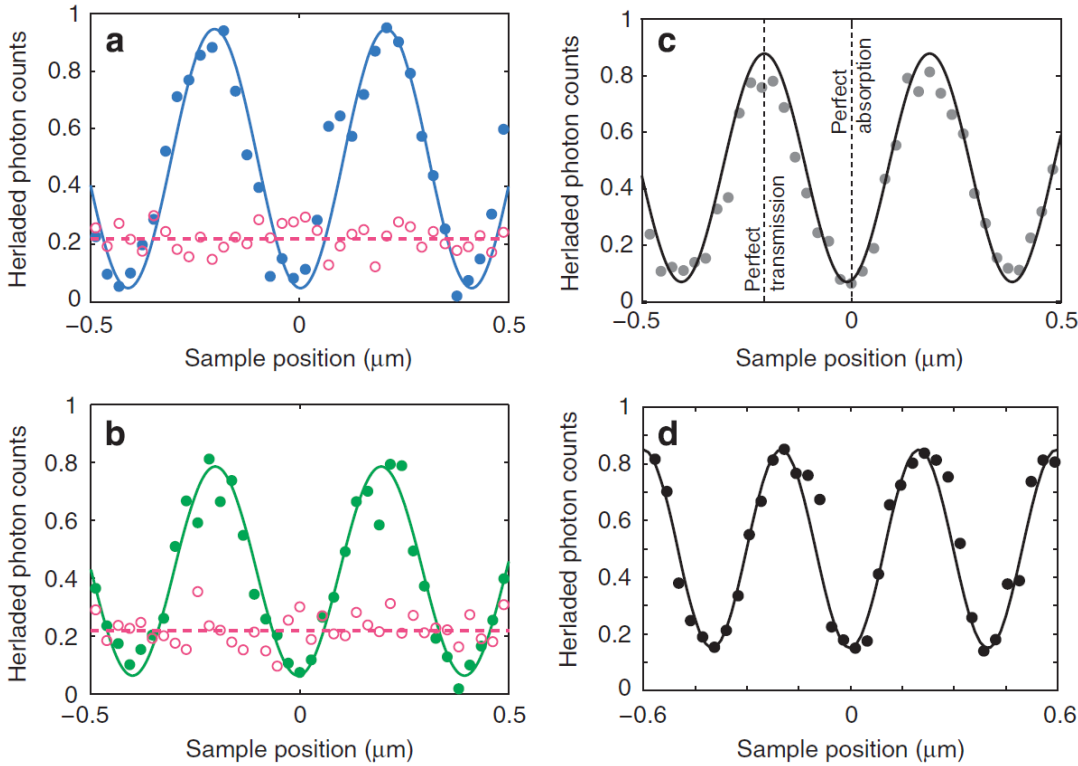 a
Herladed photon counts
1
0.8
0.6
0.4
0.2
0
−0.5
0
0.5
Sample position (μm)
c
Herladed photon counts
1
0.8
0.6
0.4
0.2
0
Perfect
transmission
Perfect
absorption
−0.5
0
0.5
Sample position (μm)
b
Herladed photon counts
1
0.8
0.6
0.4
0.2
0
−0.5
0
0.5
Sample position (μm)
d
Herladed photon counts
1
0.8
0.6
0.4
0.2
0
−0.6
0
0.6
Sample position (μm)